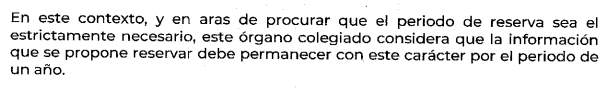 En este contexto, y en aras de procurar que el periodo de reserva sea el
estrictamente necesario, este órgano colegiado considera que la información
que se propone reservar debe permanecer con este carácter por el periodo de
un año.